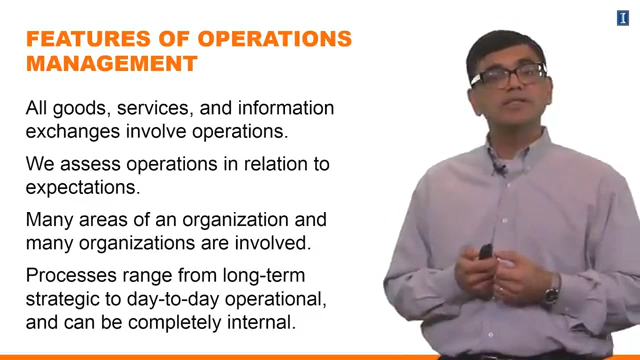 I
FEATURES OF OPERATIONS
MANAGEMENT
All goods, services, and information
exchanges involve operations.
We assess operations in relation to
expectations.
Many areas of an organization and
many organizations are involved.
Processes range from long-term
strategic to day-to-day operational,
and can be completely internal.